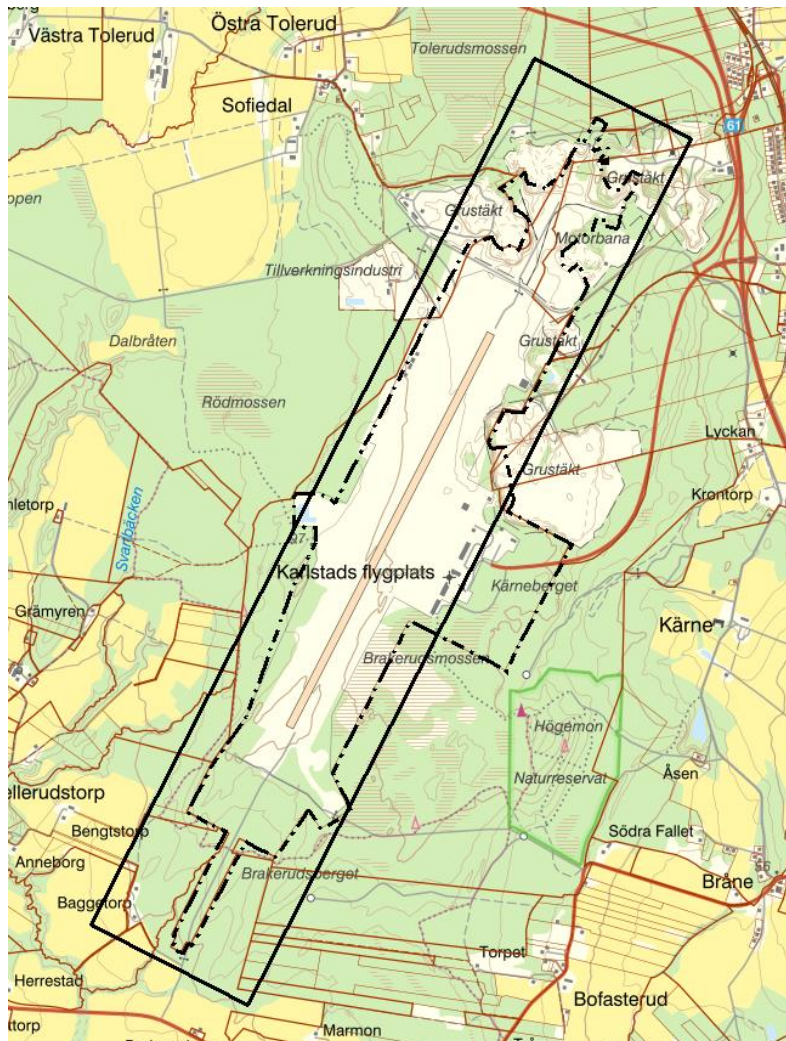 Östra Tolerud
Västra Tolerud
Tolerudsmossen
Sofiedal
61
Grustäkt
Grustäkt
Motorbana
Tillverkningsindustri
Dalbråten
Grustäkt
Rödmossen
Lyckan
Grustäkt
Krontorp
Svartbäcken
Karlstads flygplats
Kärneberget
Grämyren
Kärne
Brakerudsmossen
Högemon
Åsen
Naturreservat
ellerudstorp
Bengtstorp
Södra Fallet
Anneborg
Brakerudsberget
Bråne
Baggetorp
Torpet
Herrestad
Bofasterud
ttorp
Marmon